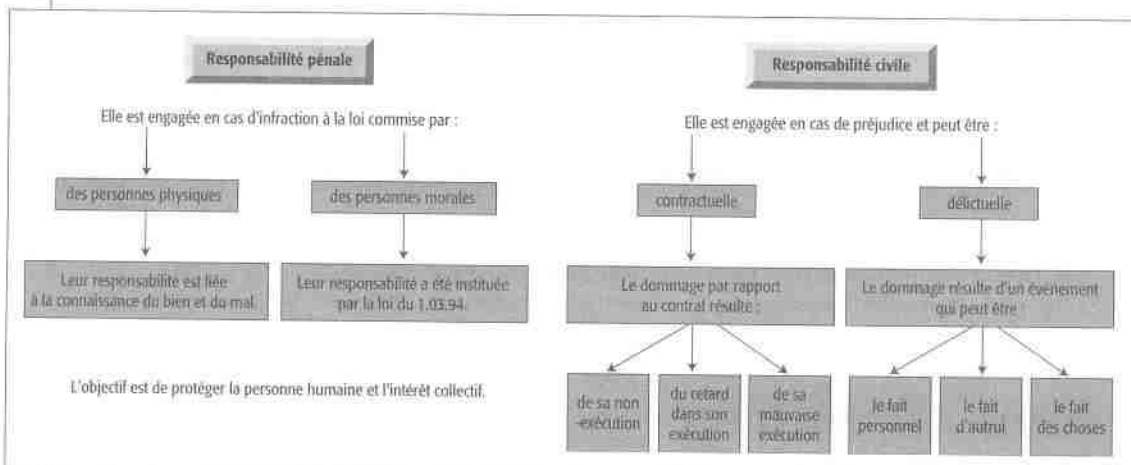 Responsabilité pénale
Elle est engagée en cas d'infraction à la loi commise par :
des personnes physiques
des personnes morales
Leur responsabilité est liée
à la connaissance du bien et du mal.
Leur responsabilité a été instituée
par la loi du 1.03.94.
L'objectif est de protéger la personne humaine et l'intérêt collectif.
Responsabilité civile
Elle est engagée en cas de préjudice et peut être :
contractuelle
délictuelle
Le dommage par rapport
au contrat résulte :
Le dommage résulte d'un évènement
qui peut être
de sa non
-exécution
du retard
dans son
exécution
de sa
mauvaise
exécution
le fait
personnel
le fait
d'autrui
le fait
des choses